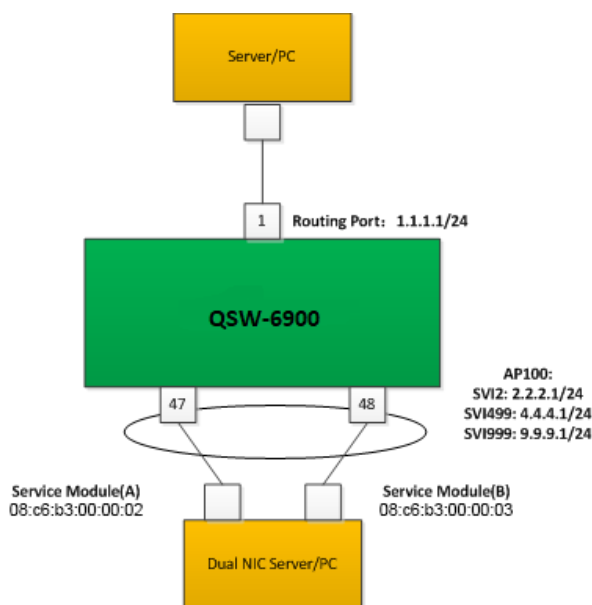 Server/PC
1
Routing Port: 1.1.1.1/24
QSW-6900
47
48
AP100:
SVI2: 2.2.2.1/24
SVI499: 4.4.4.1/24
SVI999: 9.9.9.1/24
Service Module(A)
08:c6:b3:00:00:02
Service Module(B)
08:c6:b3:00:00:03
Dual NIC Server/PC